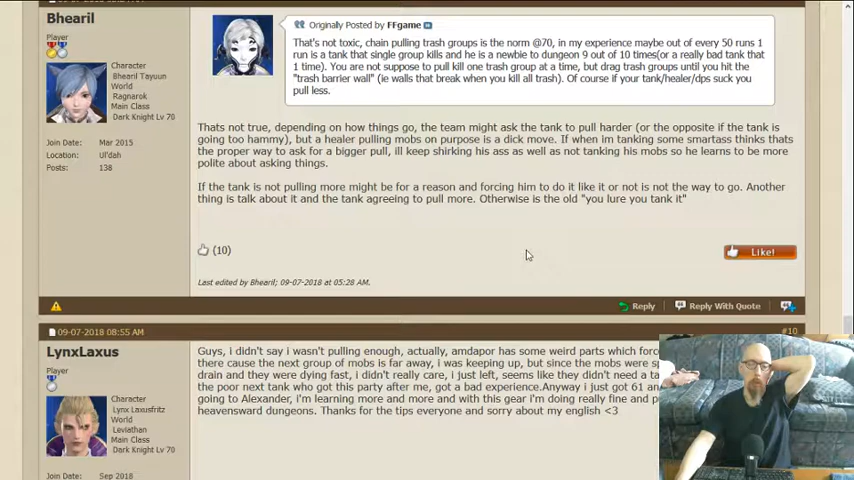 Bhearil
Player
Character
Bhearil Tayuun
World
Ragnarok
Main Class
Dark Knight Lv 70
Join Date: Mar 2015
Location: Ul'dah
Posts: 138
Originally Posted by FFgame
That's not toxic, chain pulling trash groups is the norm @70, in my experience maybe out of every 50 runs 1
run is a tank that single group kills and he is a newbie to dungeon 9 out of 10 times(or a really bad tank that
1 time). You are not suppose to pull kill one trash group at a time, but drag trash groups until you hit the
"trash barrier wall" (ie walls that break when you kill all trash). Of course if your tank/healer/dps suck you
pull less.
Thats not true, depending on how things go, the team might ask the tank to pull harder (or the opposite if the tank is
going too hammy), but a healer pulling mobs on purpose is a dick move. If when im tanking some smartass thinks thats
the proper way to ask for a bigger pull, ill keep shirking his ass as well as not tanking his mobs so he learns to be more
polite about asking things.
If the tank is not pulling more might be for a reason and forcing him to do it like it or not is not the way to go. Another
thing is talk about it and the tank agreeing to pull more. Otherwise is the old "you lure you tank it"
(10)
Like!
Last edited by Bhearil; 09-07-2018 at 05:28 AM.
Reply
Reply With Quote
09-07-2018 08:55 AM
#10
LynxLaxus
Player
Character
Lynx Laxusfritz
World
Leviathan
Main Class
Dark Knight Lv 70
Join Date: Sep 2018
Guys, i didn't say i wasn't pulling enough, actually, amdapor has some weird parts which forc
there cause the next group of mobs is far away, i was keeping up, but since the mobs were sp
drain and they were dying fast, i didn't really care, i just left, seems like they didn't need a ta
the poor next tank who got this party after me, got a bad experience.Anyway i just got 61 an
going to Alexander, i'm learning more and more and with this gear i'm doing really fine and p
heavensward dungeons. Thanks for the tips everyone and sorry about my english <3